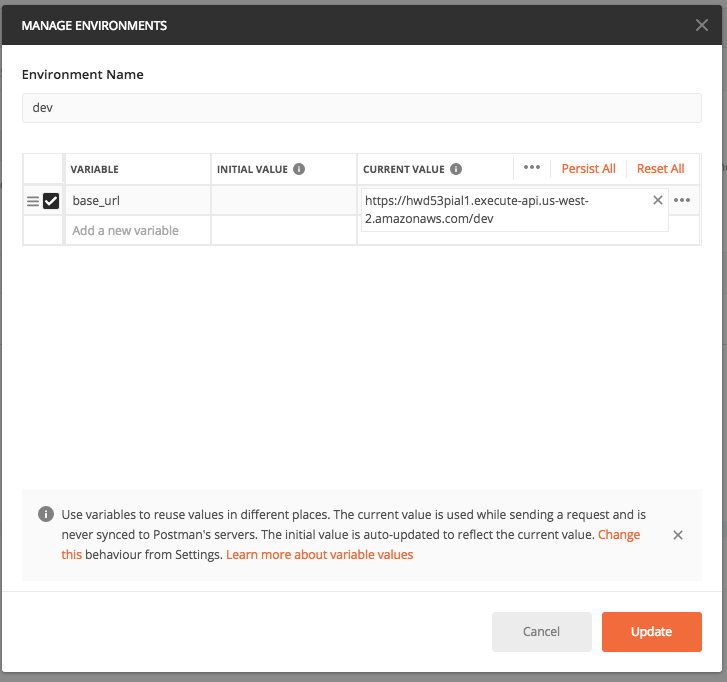 MANAGE ENVIRONMENTS
Environment Name
dev
VARIABLE INITIAL VALUE CURRENT VALUE Persist All Reset All
base_url https://hwd53pial1.execute-api.us-west-
2.amazonaws.com/dev
Add a new variable
Use variables to reuse values in different places. The current value is used while sending a request and is
never synced to Postman's servers. The initial value is auto-updated to reflect the current value. Change
this behaviour from Settings. Learn more about variable values
Cancel Update